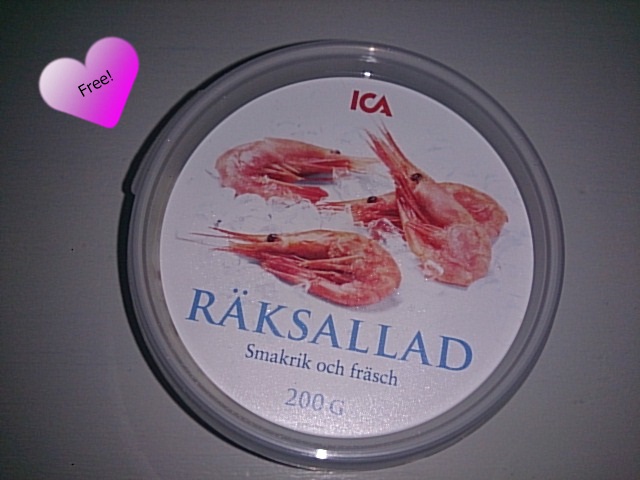 Free!
ICA
RÄKSALLAD
Smakrik och fräsch
200 G